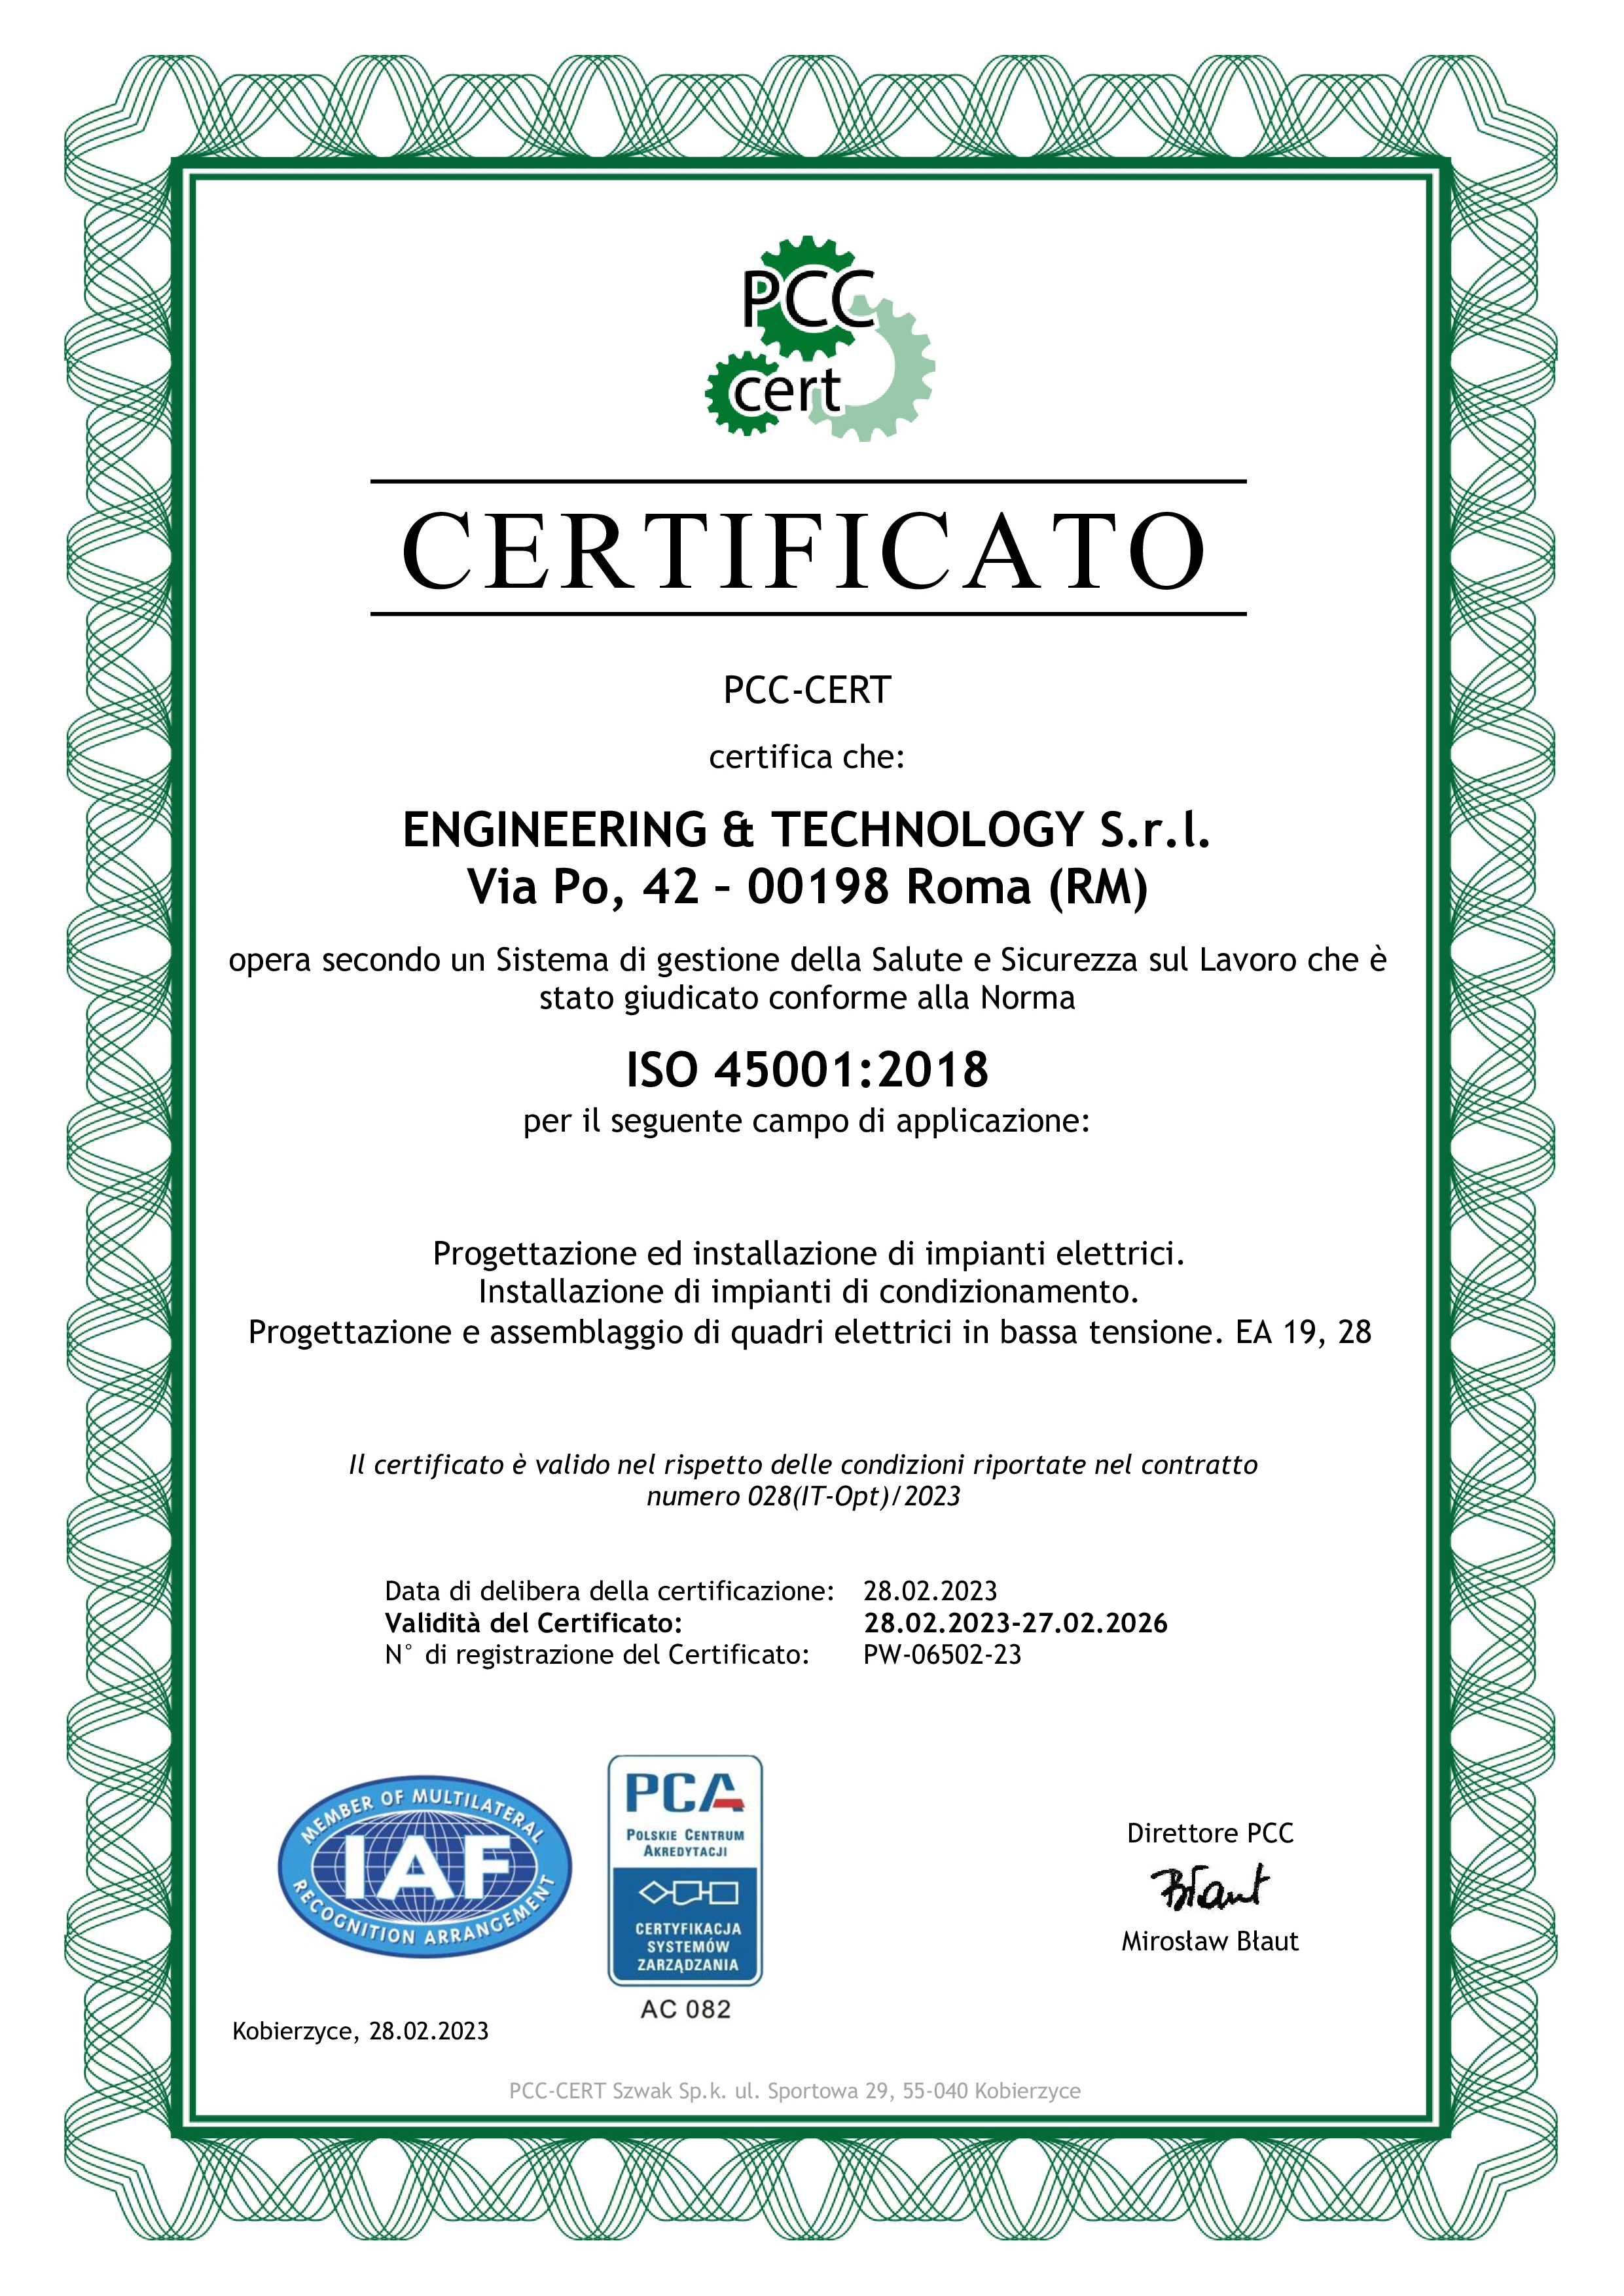 PCC
cert
CERTIFICATO
PCC-CERT
certifica che:
ENGINEERING & TECHNOLOGY S.r.l.
Via Po, 42 – 00198 Roma (RM)
opera secondo un Sistema di gestione della Salute e Sicurezza sul Lavoro che è
stato giudicato conforme alla Norma
ISO 45001:2018
per il seguente campo di applicazione:
Progettazione ed installazione di impianti elettrici.
Installazione di impianti di condizionamento.
Progettazione e assemblaggio di quadri elettrici in bassa tensione. EA 19, 28
Il certificato è valido nel rispetto delle condizioni riportate nel contratto
numero 028(IT-Opt)/2023
Data di delibera della certificazione: 28.02.2023
Validità del Certificato: 28.02.2023-27.02.2026
N° di registrazione del Certificato: PW-06502-23
MEMBER OF MULTILATERAL
IAF
RECOGNITION ARRANGEMENT
PCA
POLSKIE CENTRUM
AKREDYTACJI
CERTYFIKACJA
SYSTEMÓW
ZARZĄDZANIA
AC 082
Direttore PCC
Błaut
Mirosław Błaut
Kobierzyce, 28.02.2023
PCC-CERT Szwak Sp.k. ul. Sportowa 29, 55-040 Kobierzyce